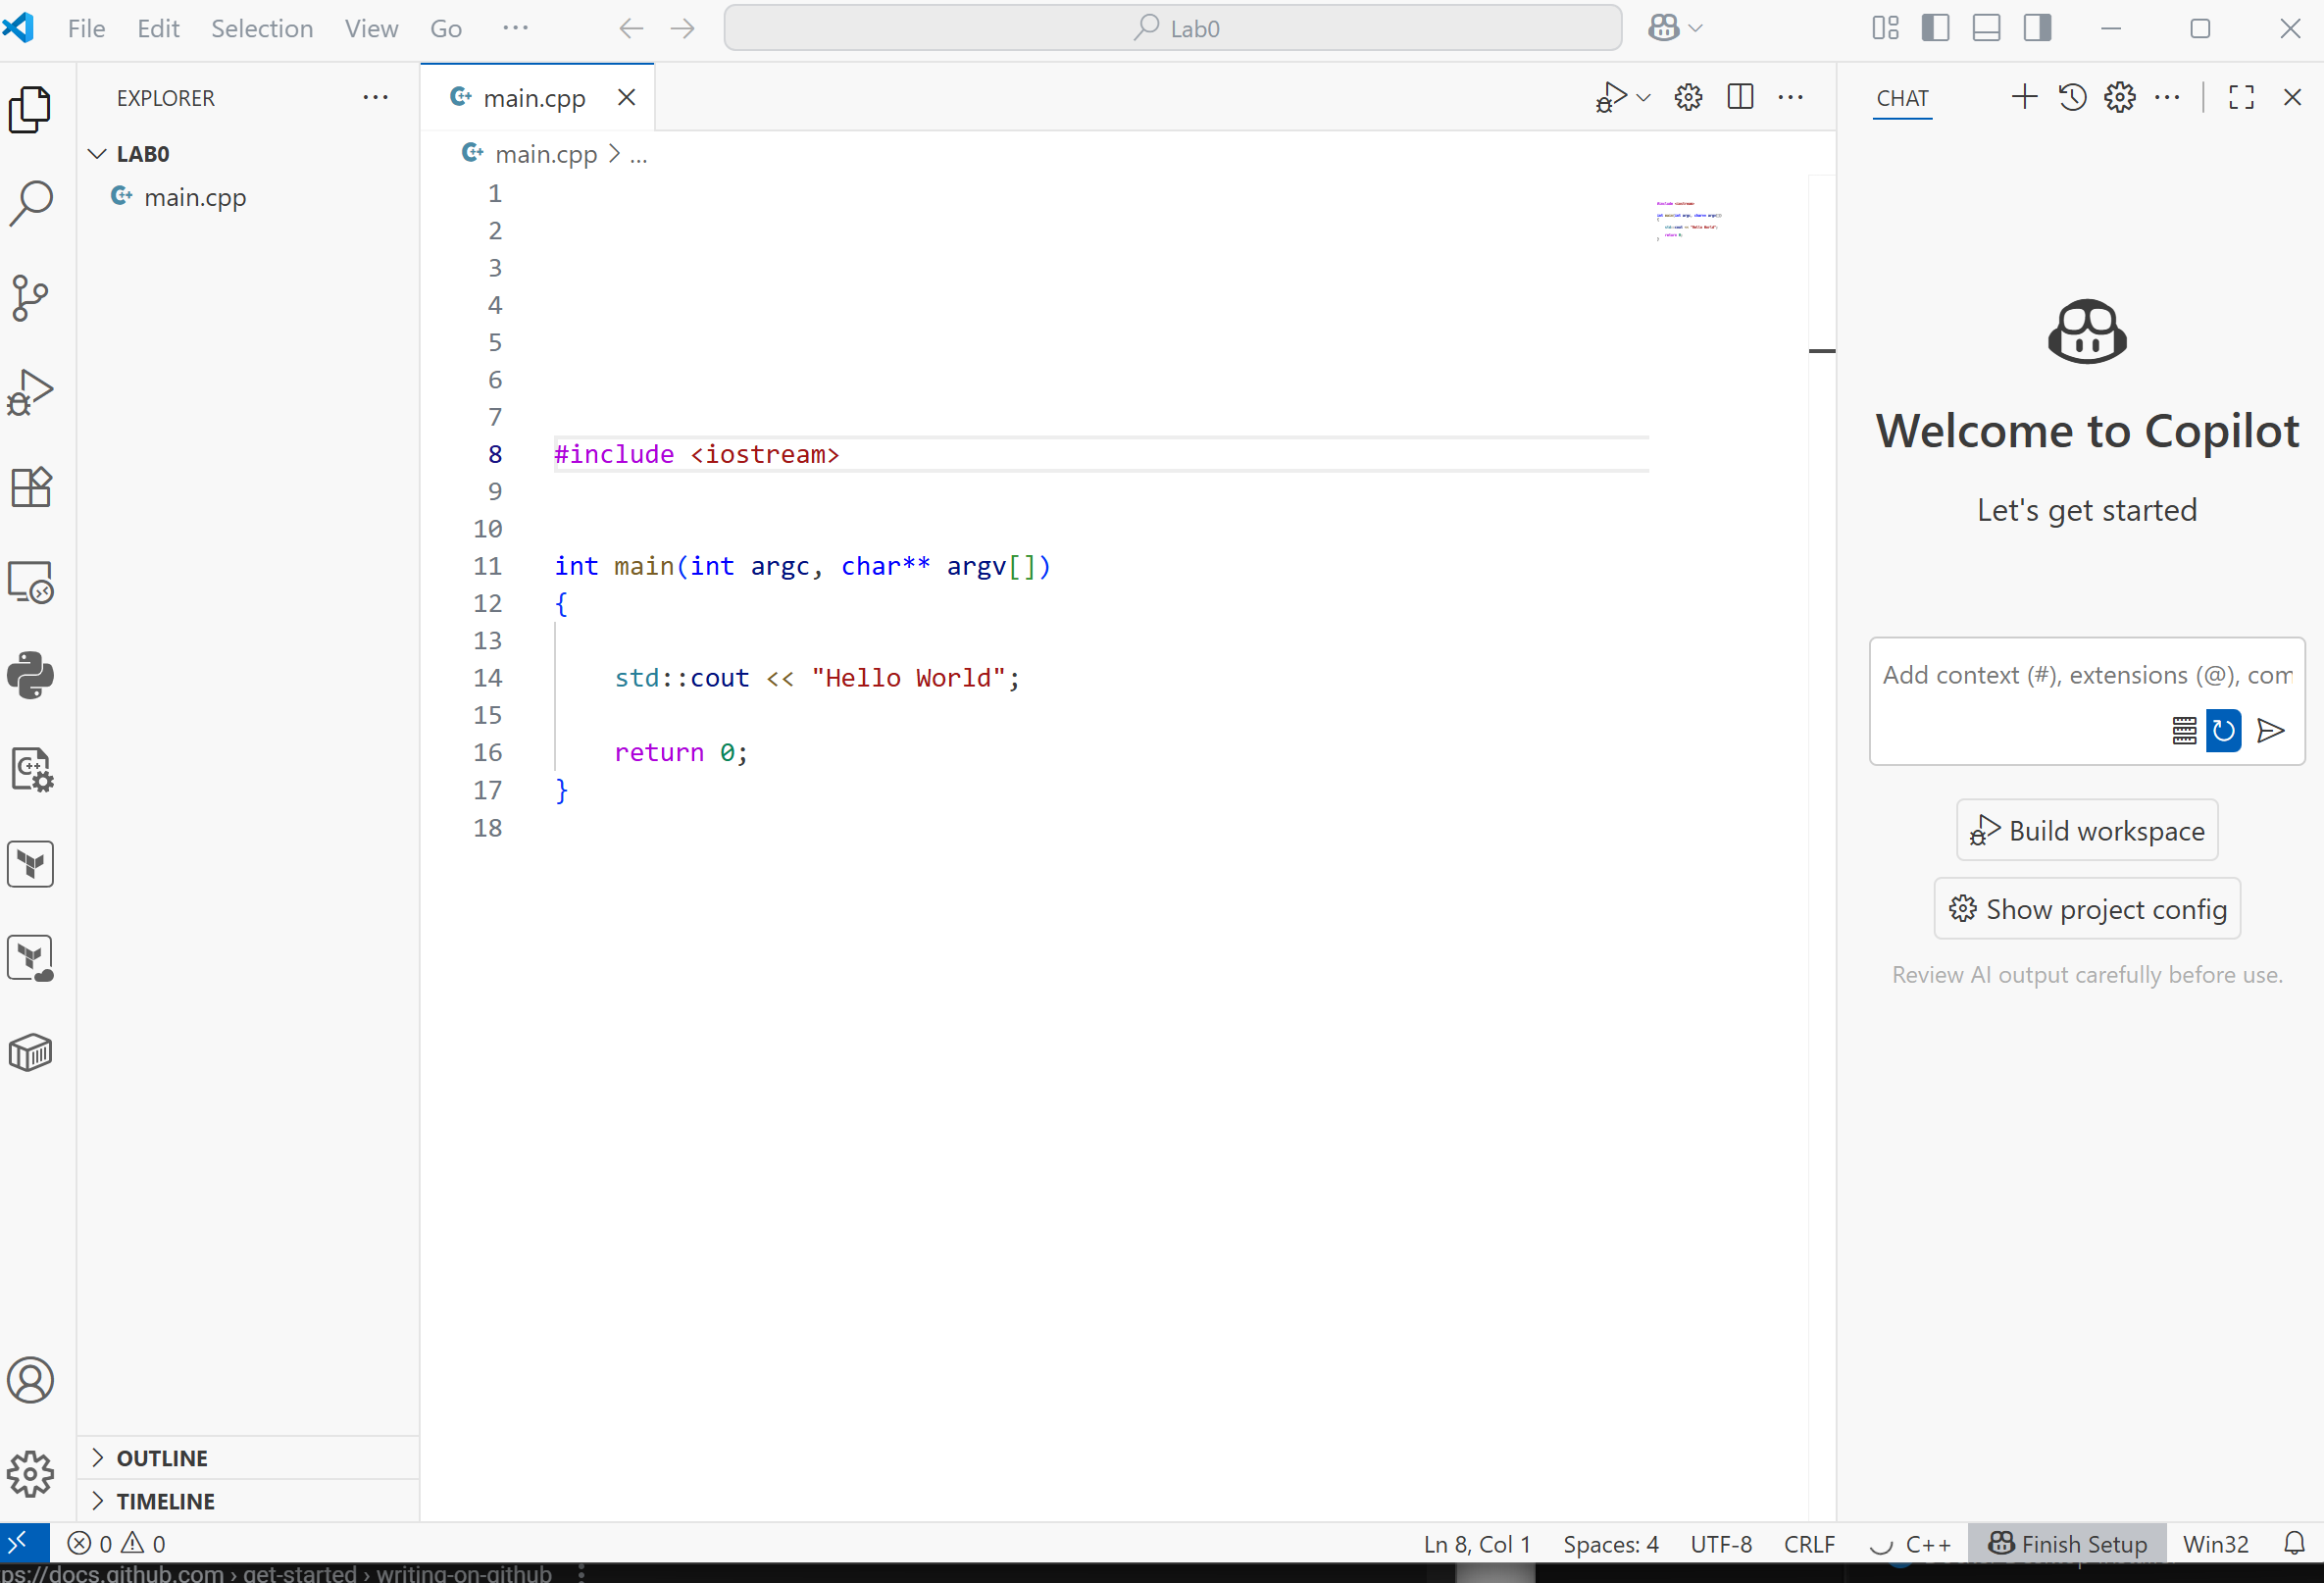 File Edit Selection View Go ... Lab0
EXPLORER ...
LAB0
main.cpp
main.cpp
main.cpp > ...
1
2
3
4
5
6
7
8 #include <iostream>
9
10
11 int main(int argc, char** argv[])
12 {
13
14 std::cout << "Hello World";
15
16 return 0;
17 }
18
OUTLINE
TIMELINE
CHAT
Welcome to Copilot
Let's get started
Add context (#), extensions (@), com
Build workspace
Show project config
Review AI output carefully before use.
0 0 Ln 8, Col 1 Spaces: 4 UTF-8 CRLF C++ Finish Setup Win32
ps://docs.github.com › get-started › writing-on-github